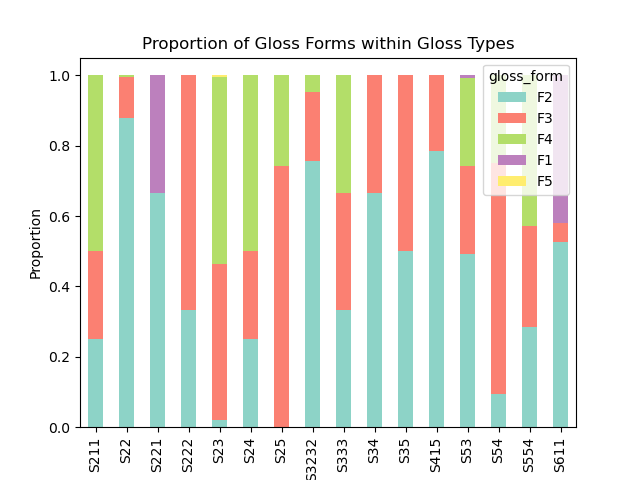 Proportion of Gloss Forms within Gloss Types
gloss_form
F2
F3
F4
F1
F5
Proportion
1.0
0.8
0.6
0.4
0.2
0.0
S211
S22
S221
S222
S23
S24
S25
S3232
S333
S34
S35
S415
S53
S54
S554
S611